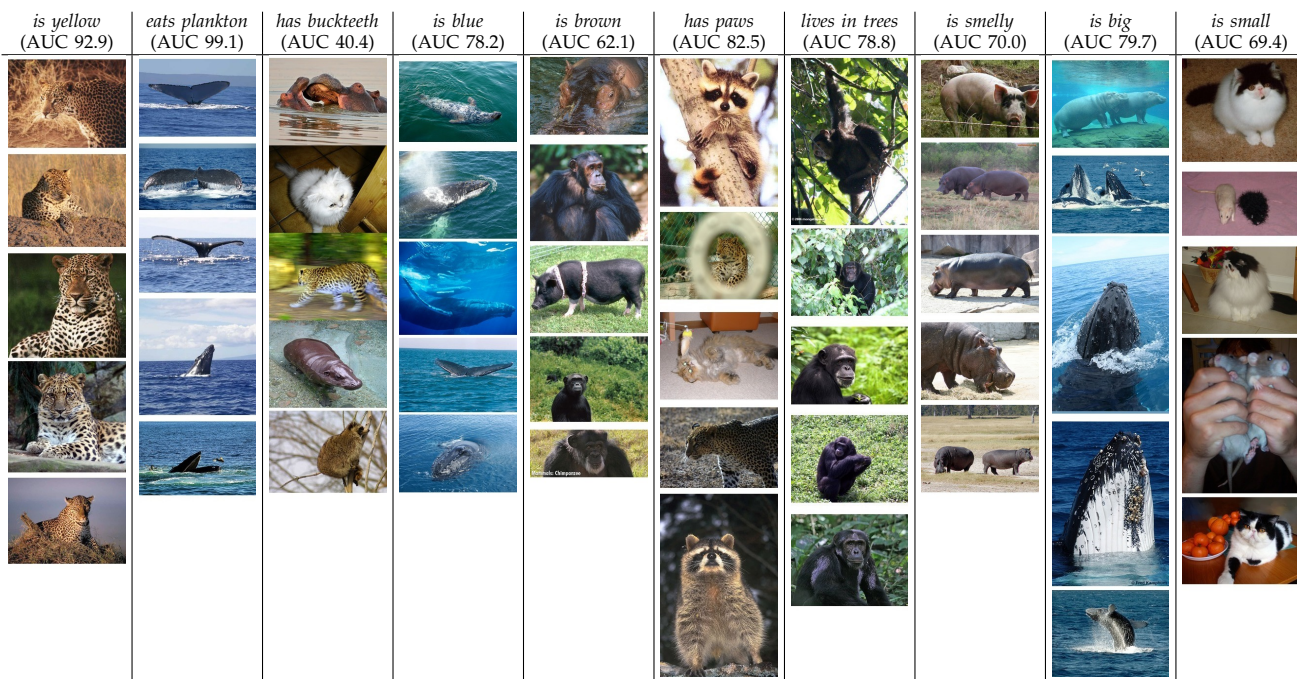 is yellow
(AUC 92.9)
eats plankton
(AUC 99.1)
has buckteeth
(AUC 40.4)
is blue
(AUC 78.2)
is brown
(AUC 62.1)
has paws
(AUC 82.5)
lives in trees
(AUC 78.8)
is smelly
(AUC 70.0)
is big
(AUC 79.7)
is small
(AUC 69.4)